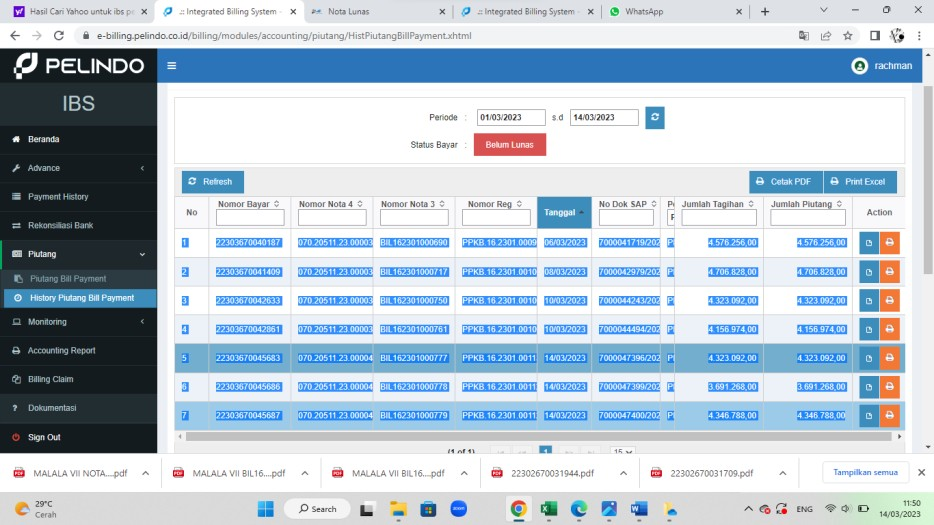 Hasil Cari Yahoo untuk ibs pe
.:: Integrated Billing System -
Nota Lunas
.:: Integrated Billing System -
WhatsApp
e-billing.pelindo.co.id/billing/modules/accounting/piutang/HistPiutangBillPayment.xhtml
PELINDO
rachman
IBS
Beranda
Advance
Payment History
Rekonsiliasi Bank
Piutang
Piutang Bill Payment
History Piutang Bill Payment
Monitoring
Accounting Report
Billing Claim
Dokumentasi
Sign Out
Periode : 01/03/2023 s.d 14/03/2023
Status Bayar : Belum Lunas
Refresh Cetak PDF Print Excel
No Nomor Bayar Nomor Nota 4 Nomor Nota 3 Nomor Reg Tanggal No Dok SAP Jumlah Tagihan Jumlah Piutang Action
1 22303670040187 070.20511.23.00003 BIL162301000690 PPKB.16.2301.0009 06/03/2023 7000041719/202 4.576.256,00 4.576.256,00
2 22303670041409 070.20511.23.00003 BIL162301000717 PPKB.16.2301.0010 08/03/2023 7000042979/202 4.706.828,00 4.706.828,00
3 22303670042633 070.20511.23.00003 BIL162301000750 PPKB.16.2301.0010 10/03/2023 7000044243/202 4.323.092,00 4.323.092,00
4 22303670042861 070.20511.23.00003 BIL162301000761 PPKB.16.2301.0010 10/03/2023 7000044494/202 4.156.974,00 4.156.974,00
5 22303670045683 070.20511.23.00004 BIL162301000777 PPKB.16.2301.0011 14/03/2023 7000047396/202 4.323.092,00 4.323.092,00
6 22303670045686 070.20511.23.00004 BIL162301000778 PPKB.16.2301.0011 14/03/2023 7000047399/202 3.691.268,00 3.691.268,00
7 22303670045687 070.20511.23.00004 BIL162301000779 PPKB.16.2301.0011 14/03/2023 7000047400/202 4.346.788,00 4.346.788,00
(1 of 1) 1 15
MALALA VII NOTA....pdf
MALALA VII BIL16....pdf
MALALA VII BIL16....pdf
22302670031944.pdf
22302670031709.pdf
Tampilkan semua
29°C
Cerah
Search
ENG
11:50
14/03/2023